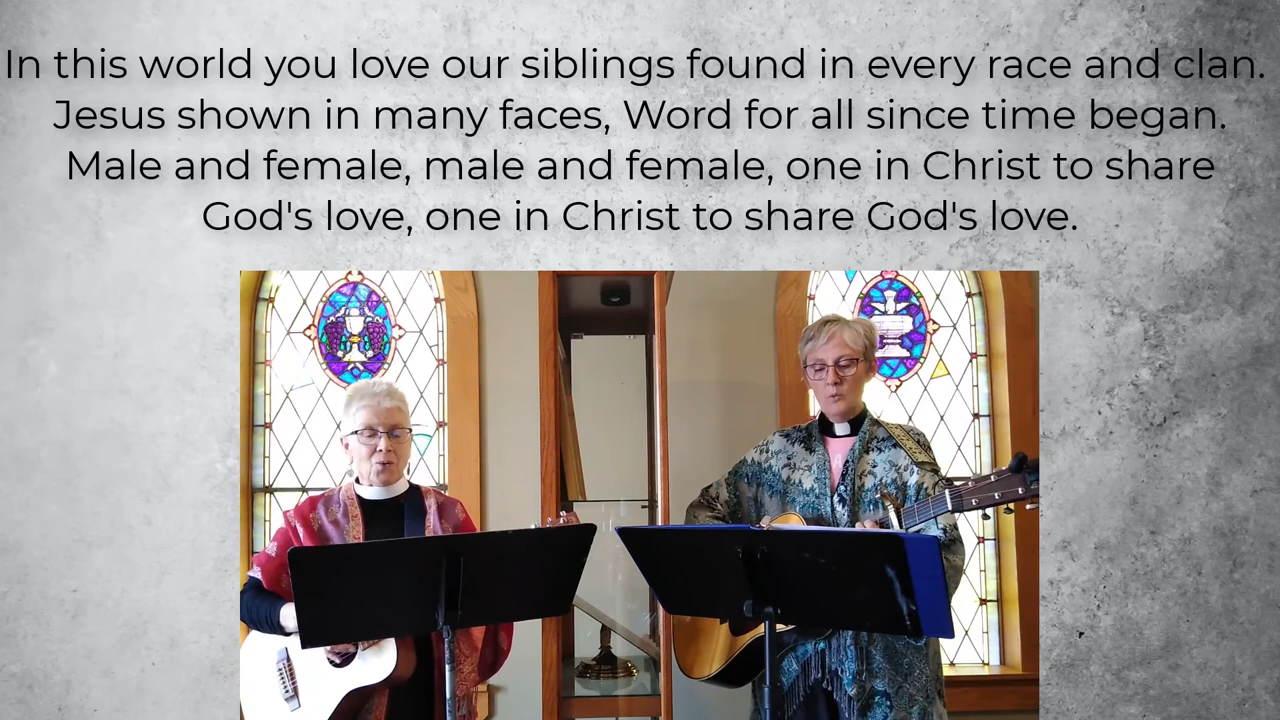 In this world you love our siblings found in every race and clan.
Jesus shown in many faces, Word for all since time began.
Male and female, male and female, one in Christ to share
God's love, one in Christ to share God's love.